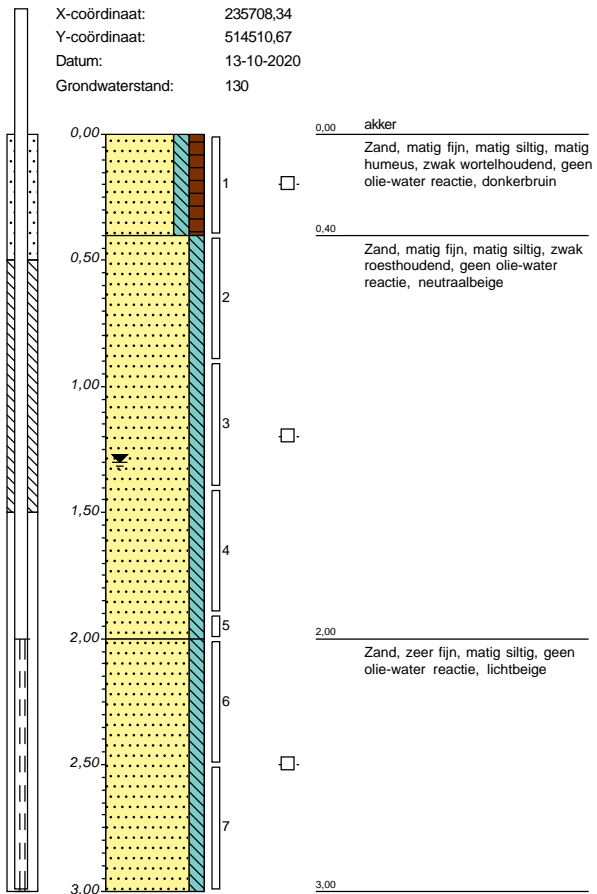 X-coördinaat: 235708,34
Y-coördinaat: 514510,67
Datum: 13-10-2020
Grondwaterstand: 130
0,00
0,50
1,00
1,50
2,00
2,50
3,00
1
2
3
4
5
6
7
0,00 akker
Zand, matig fijn, matig siltig, matig
humeus, zwak wortelhoudend, geen
olie-water reactie, donkerbruin
0,40
Zand, matig fijn, matig siltig, zwak
roesthoudend, geen olie-water
reactie, neutraalbeige
2,00
Zand, zeer fijn, matig siltig, geen
olie-water reactie, lichtbeige
3,00